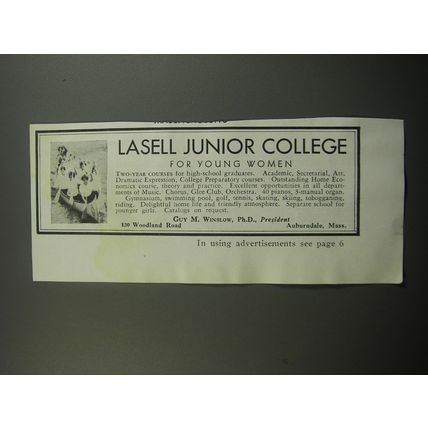 LASELL JUNIOR COLLEGE
FOR YOUNG WOMEN
TWO-YEAR COURSES for high-school graduates. Academic, Secretarial, Art,
Dramatic Expression, College Preparatory courses. Outstanding Home Eco-
nomics course, theory and practice. Excellent opportunities in all depart-
ments of Music. Chorus, Glee Club, Orchestra. 40 pianos, 3-manual organ.
Gymnasium, swimming pool, golf, tennis, skating, skiing, tobogganing,
riding. Delightful home life and friendly atmosphere. Separate school for
younger girls. Catalogs on request.
GUY M. WINSLOW, Ph.D., President
130 Woodland Road Auburndale, Mass.
In using advertisements see page 6